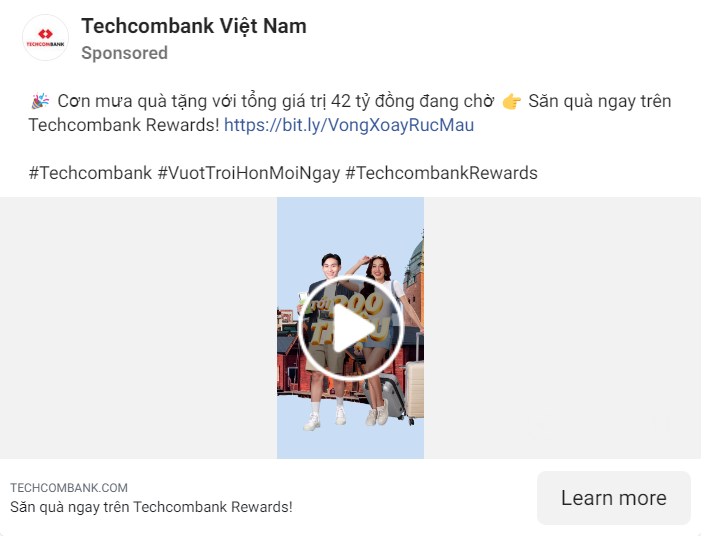 TECHCOMBANK
Techcombank Việt Nam
Sponsored
🎉 Cơn mưa quà tặng với tổng giá trị 42 tỷ đồng đang chờ 👉 Săn quà ngay trên
Techcombank Rewards! https://bit.ly/VongXoayRucMau
#Techcombank #VuotTroiHonMoiNgay #TechcombankRewards
TECHCOMBANK.COM
Săn quà ngay trên Techcombank Rewards!
Learn more